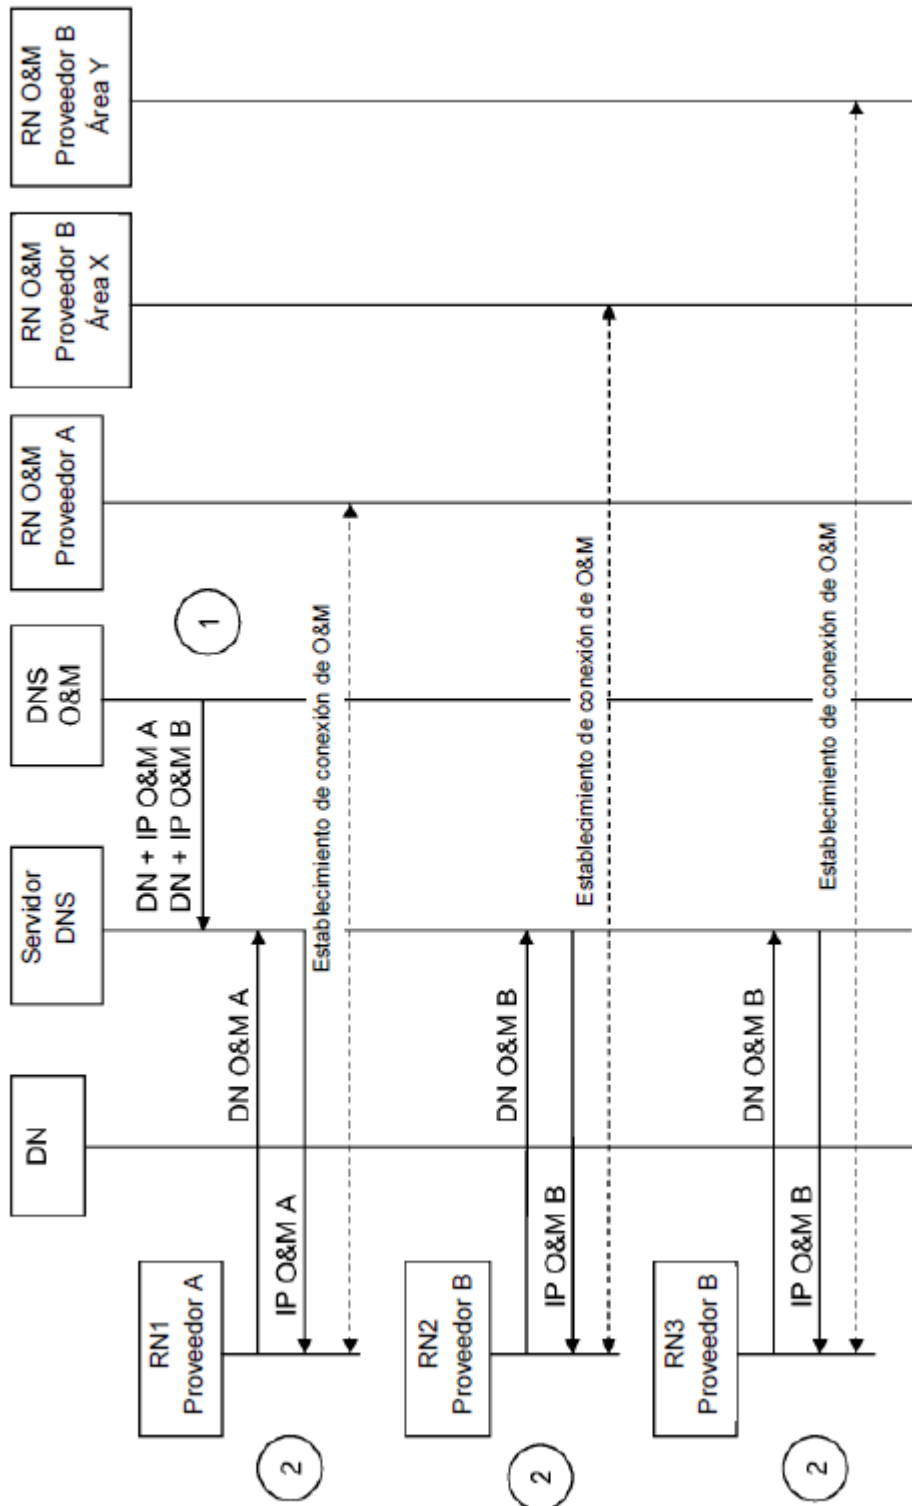 DN
Servidor
DNS
DNS
O&M
RN O&M
Proveedor A
RN O&M
Proveedor B
Área X
RN O&M
Proveedor B
Área Y
RN1
Proveedor A
DN + IP O&M A
DN + IP O&M B
1
DN O&M A
IP O&M A
Establecimiento de conexión de O&M
2
RN2
Proveedor B
DN O&M B
IP O&M B
Establecimiento de conexión de O&M
2
RN3
Proveedor B
DN O&M B
IP O&M B
Establecimiento de conexión de O&M
2